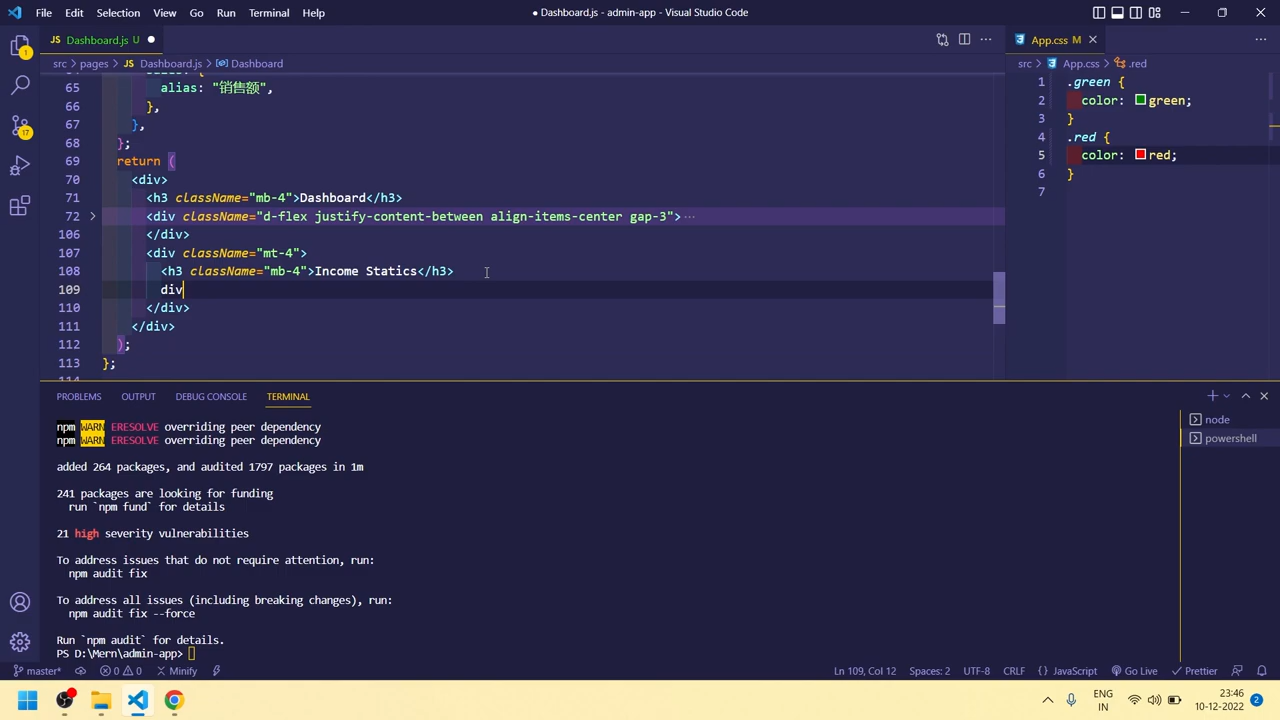 File Edit Selection View Go Run Terminal Help
● Dashboard.js - admin-app - Visual Studio Code
JS Dashboard.js U ●
src > pages > JS Dashboard.js > Dashboard
65 alias: "销售额",
66 },
67 },
68 };
69 return (
70 <div>
71 <h3 className="mb-4">Dashboard</h3>
72 <div className="d-flex justify-content-between align-items-center gap-3"> ···
106 </div>
107 <div className="mt-4">
108 <h3 className="mb-4">Income Statics</h3>
109 div
110 </div>
111 </div>
112 );
113 };
App.css M
src > App.css > .red
1 .green {
2 color: green;
3 }
4 .red {
5 color: red;
6 }
7
PROBLEMS OUTPUT DEBUG CONSOLE TERMINAL
npm WARN ERESOLVE overriding peer dependency
npm WARN ERESOLVE overriding peer dependency
added 264 packages, and audited 1797 packages in 1m
241 packages are looking for funding
run `npm fund` for details
21 high severity vulnerabilities
To address issues that do not require attention, run:
npm audit fix
To address all issues (including breaking changes), run:
npm audit fix --force
Run `npm audit` for details.
PS D:\Mern\admin-app>
node
powershell
1
17
master* 0 0 Minify
Ln 109, Col 12 Spaces: 2 UTF-8 CRLF { } JavaScript Go Live Prettier
ENG
IN
23:46
10-12-2022
2